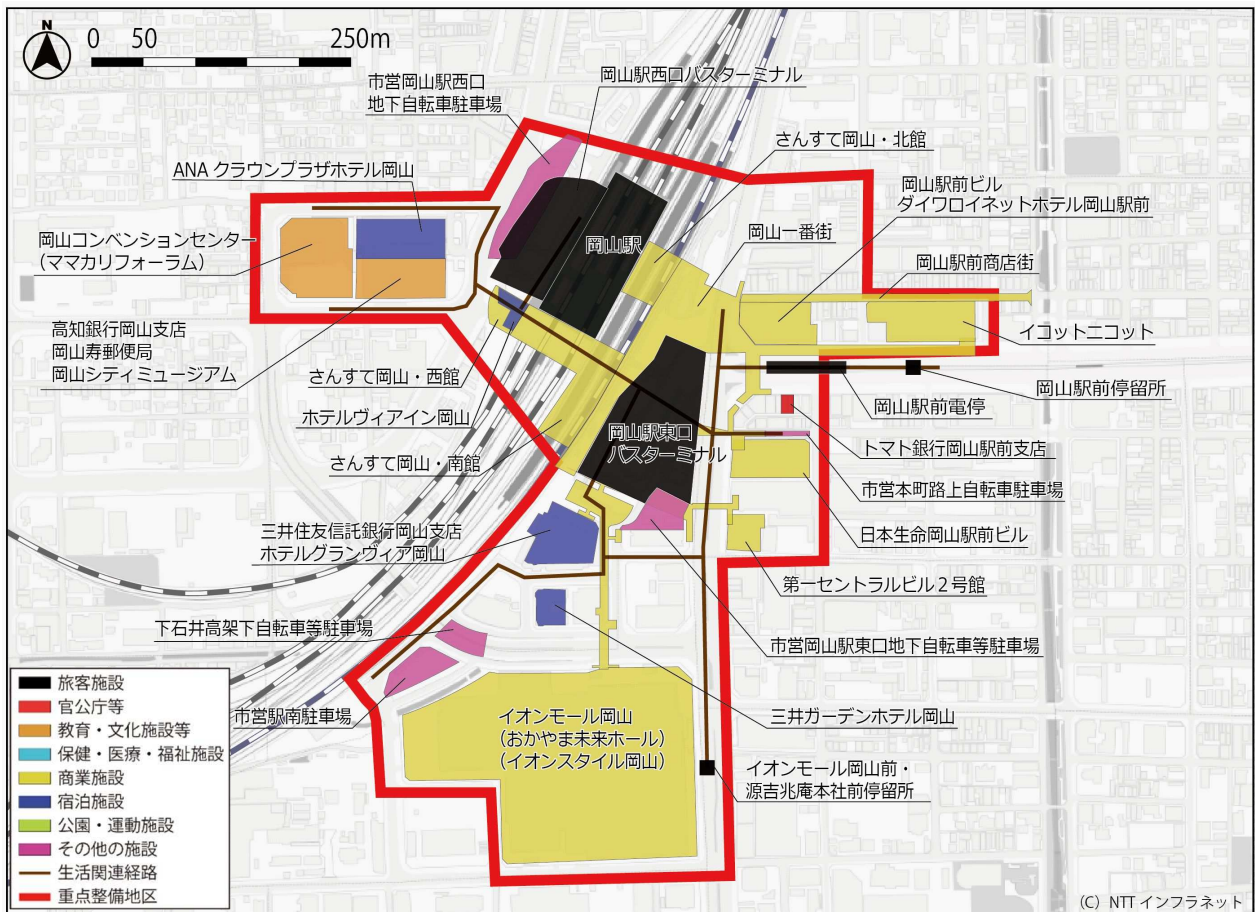 N
0 50 250m
市営岡山駅西口
地下自転車駐車場
岡山駅西口バスターミナル
さんすて岡山・北館
ANA クラウンプラザホテル岡山
岡山駅前ビル
ダイワロイネットホテル岡山駅前
岡山コンベンションセンター
（ママカリフォーラム）
岡山駅
岡山一番街
岡山駅前商店街
イコットニコット
高知銀行岡山支店
岡山寿郵便局
岡山シティミュージアム
さんすて岡山・西館
岡山駅前停留所
岡山駅前電停
ホテルヴィアイン岡山
岡山駅東口
バスターミナル
トマト銀行岡山駅前支店
さんすて岡山・南館
市営本町路上自転車駐車場
三井住友信託銀行岡山支店
ホテルグランヴィア岡山
日本生命岡山駅前ビル
第一セントラルビル２号館
下石井高架下自転車等駐車場
市営岡山駅東口地下自転車等駐車場
市営駅南駐車場
イオンモール岡山
（おかやま未来ホール）
（イオンスタイル岡山）
三井ガーデンホテル岡山
イオンモール岡山前・
源吉兆庵本社前停留所
旅客施設
官公庁等
教育・文化施設等
保健・医療・福祉施設
商業施設
宿泊施設
公園・運動施設
その他の施設
生活関連経路
重点整備地区
(C) NTT インフラネット